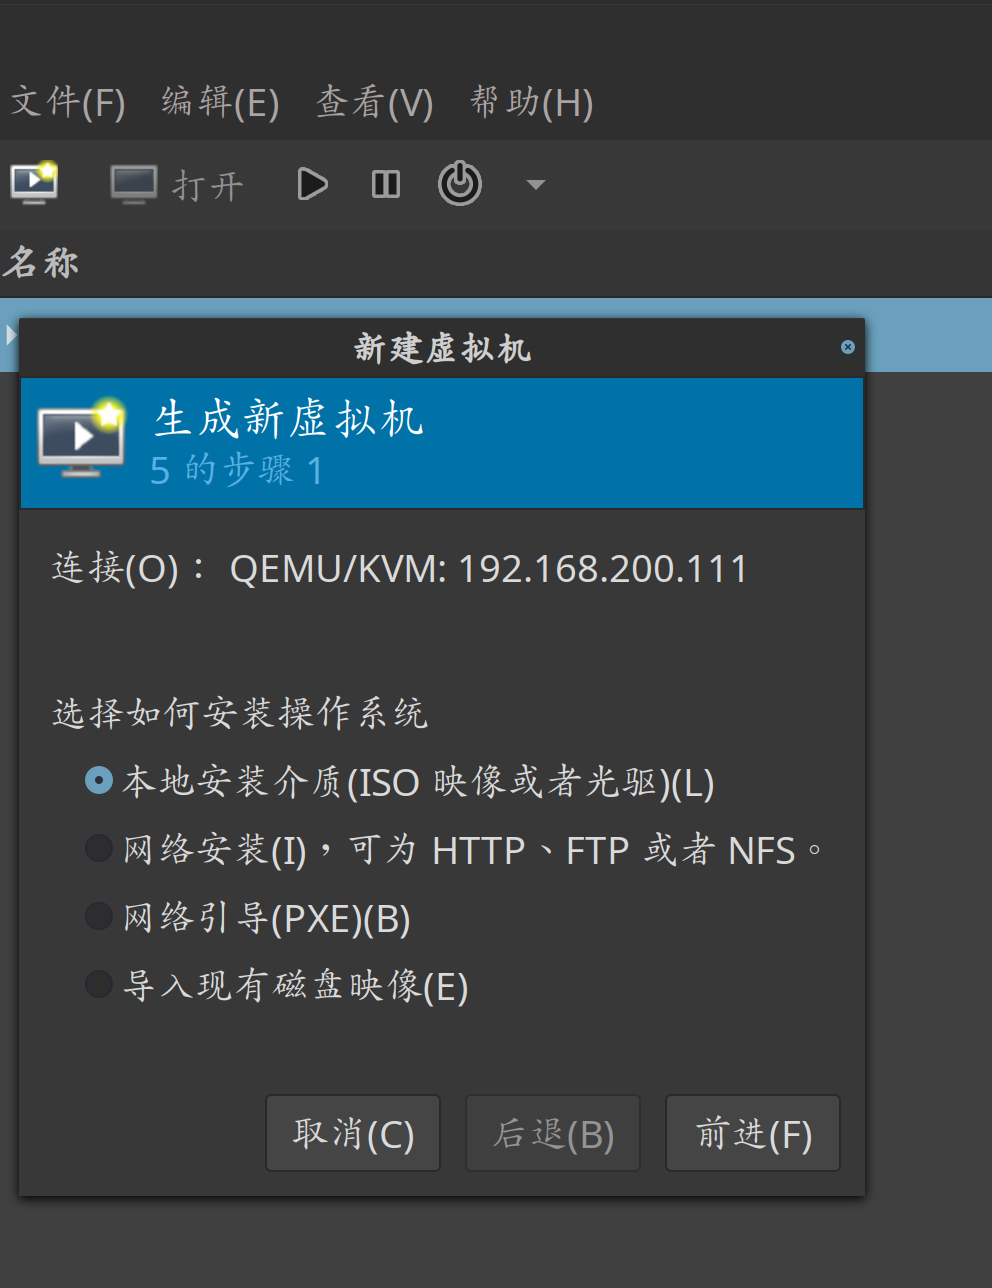 文件(F) 编辑(E) 查看(V) 帮助(H)
打开
名称
新建虚拟机
生成新虚拟机
5 的步骤 1
连接(O)： QEMU/KVM: 192.168.200.111
选择如何安装操作系统
本地安装介质(ISO 映像或者光驱)(L)
网络安装(I)，可为 HTTP、FTP 或者 NFS。
网络引导(PXE)(B)
导入现有磁盘映像(E)
取消(C) 后退(B) 前进(F)